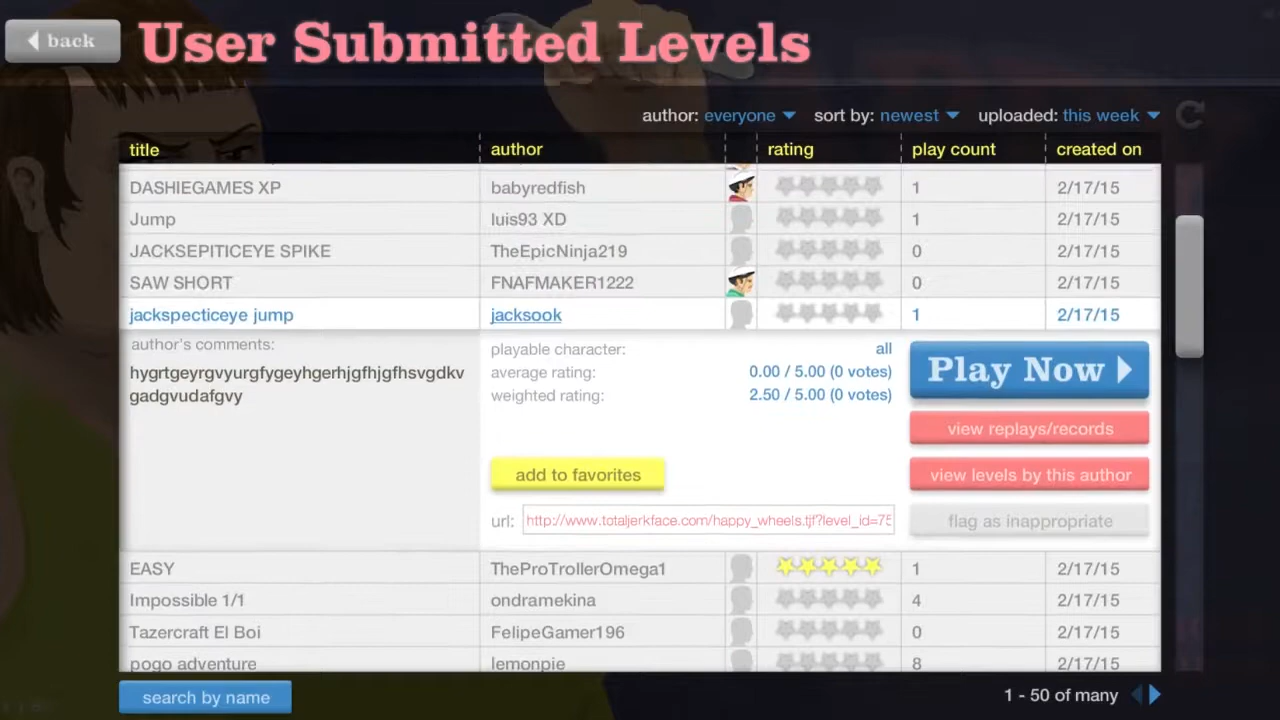 back
User Submitted Levels
author: everyone sort by: newest uploaded: this week
title author rating play count created on
DASHIEGAMES XP babyredfish 1 2/17/15
Jump luis93 XD 1 2/17/15
JACKSEPITICEYE SPIKE TheEpicNinja219 0 2/17/15
SAW SHORT FNAFMAKER1222 0 2/17/15
jackspecticeye jump jacksook 1 2/17/15
author's comments:
hygrtgeyrgvyurgfygeyhgerhjgfhjgfhsvgdkv
gadgvudafgvy
playable character: all
average rating: 0.00 / 5.00 (0 votes)
weighted rating: 2.50 / 5.00 (0 votes)
Play Now
view replays/records
add to favorites
view levels by this author
url: http://www.totaljerkface.com/happy_wheels.tjf?level_id=75
flag as inappropriate
EASY TheProTrollerOmega1 1 2/17/15
Impossible 1/1 ondramekina 4 2/17/15
Tazercraft El Boi FelipeGamer196 0 2/17/15
pogo adventure lemonpie 8 2/17/15
search by name
1 - 50 of many